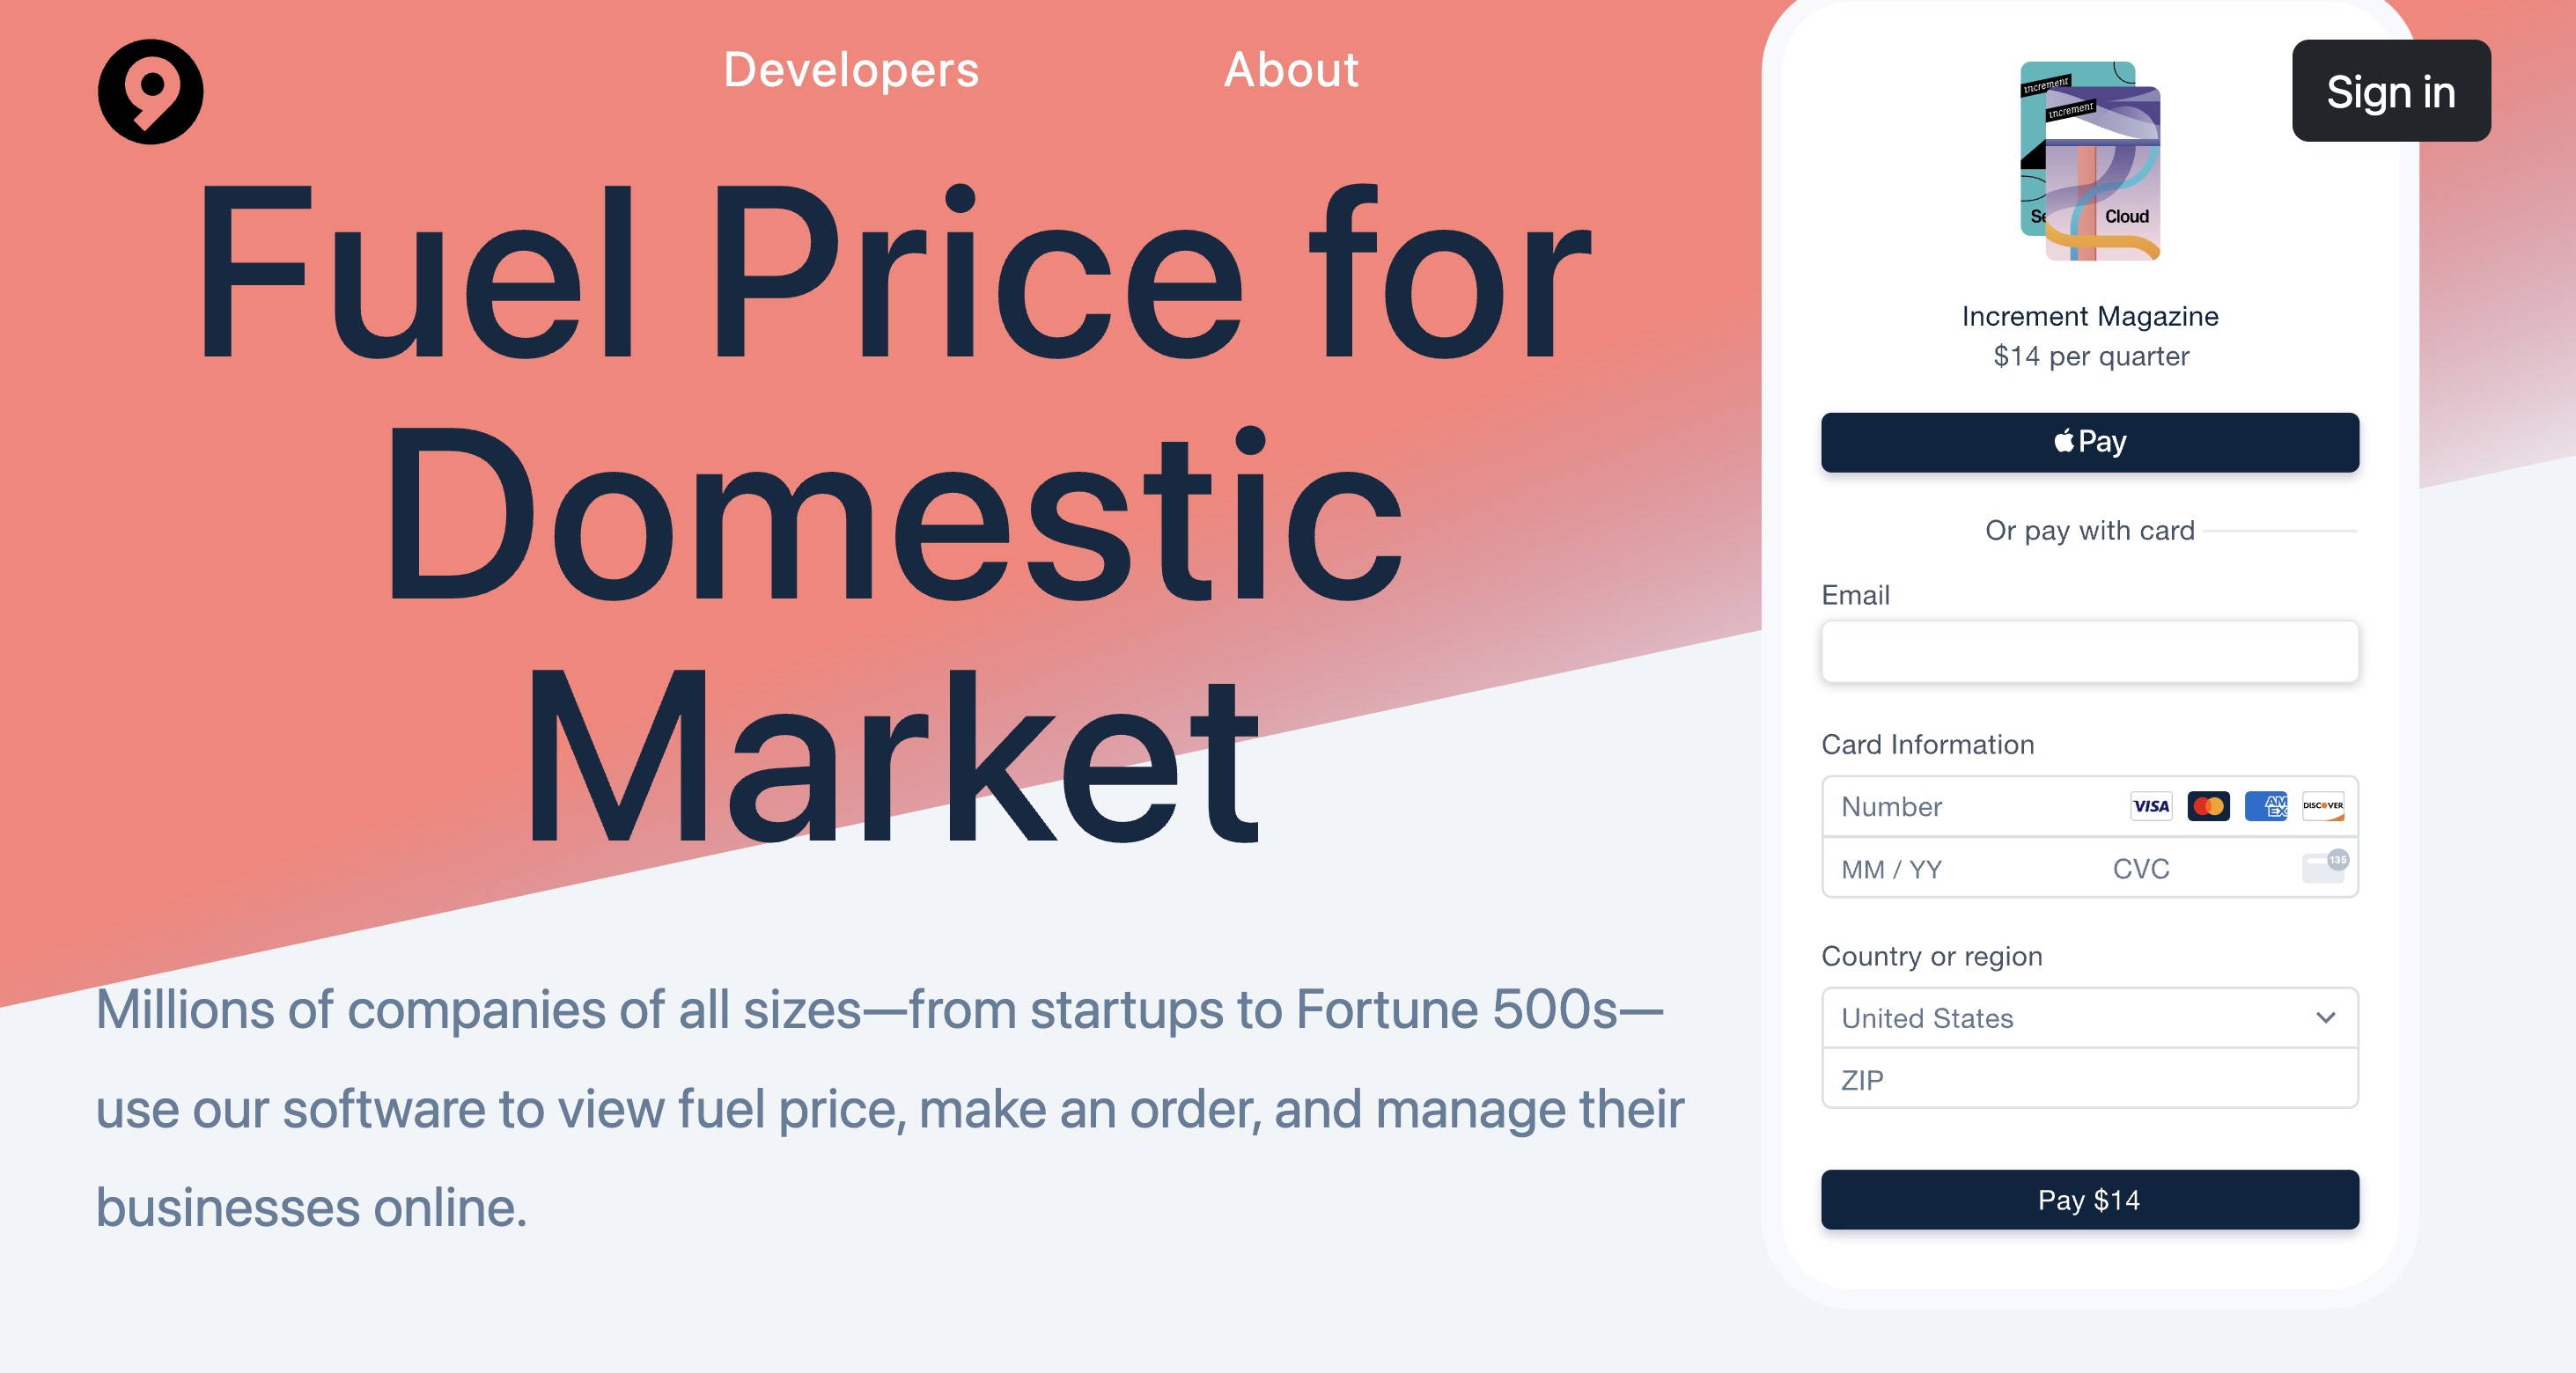 Developers
About
Sign in
Fuel Price for
Domestic
Market
Millions of companies of all sizes—from startups to Fortune 500s—
use our software to view fuel price, make an order, and manage their
businesses online.
increment
increment
Se
Cloud
Increment Magazine
$14 per quarter
Pay
Or pay with card
Email
Card Information
Number VISA AMEX DISCOVER
MM / YY CVC 135
Country or region
United States
ZIP
Pay $14